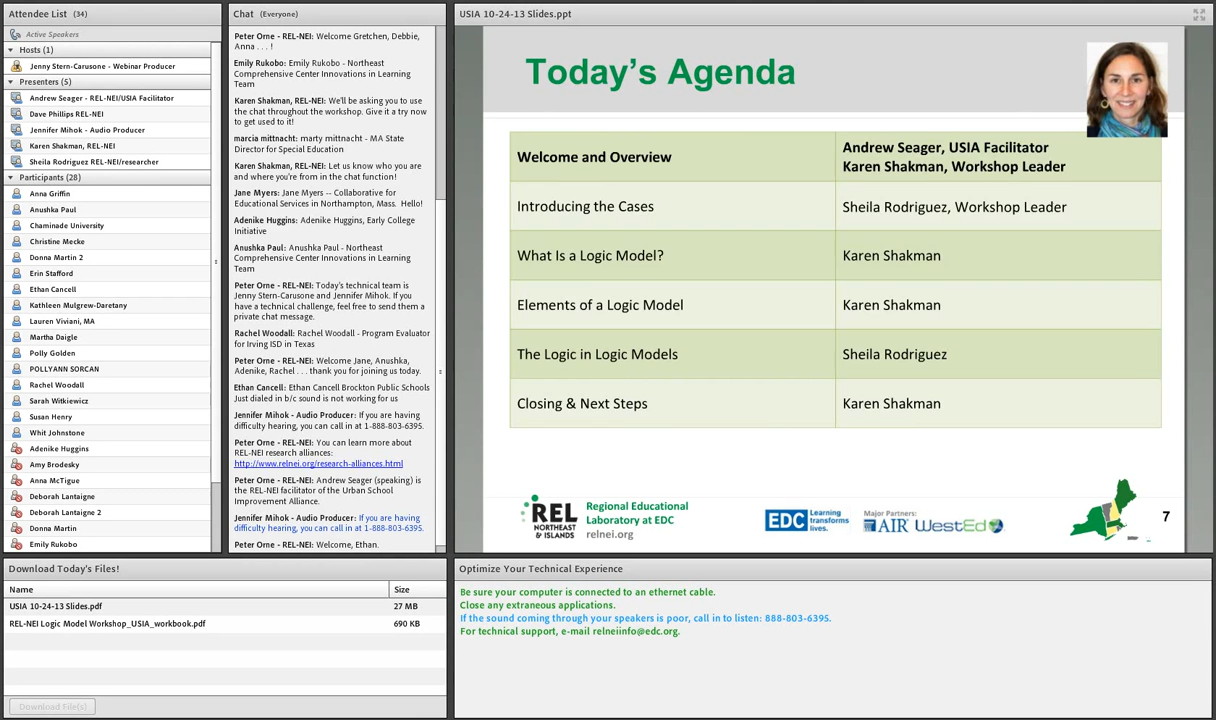 Attendee List (34)
Active Speakers
Hosts (1)
Jenny Stern-Carusone - Webinar Producer
Presenters (5)
Andrew Seager - REL-NEI/USIA Facilitator
Dave Phillips REL-NEI
Jennifer Mihok - Audio Producer
Karen Shakman, REL-NEI
Sheila Rodriguez REL-NEI/researcher
Participants (28)
Anna Griffin
Anushka Paul
Chaminade University
Christine Mecke
Donna Martin 2
Erin Stafford
Ethan Cancell
Kathleen Mulgrew-Daretany
Lauren Viviani, MA
Martha Daigle
Polly Golden
POLLYANN SORCAN
Rachel Woodall
Sarah Witkiewicz
Susan Henry
Whit Johnstone
Adenike Huggins
Amy Brodesky
Anna McTigue
Deborah Lantaigne
Deborah Lantaigne 2
Donna Martin
Emily Rukobo
Chat (Everyone)
Peter Orne - REL-NEI: Welcome Gretchen, Debbie,
Anna . . . !
Emily Rukobo: Emily Rukobo - Northeast
Comprehensive Center Innovations in Learning
Team
Karen Shakman, REL-NEI: We'll be asking you to use
the chat throughout the workshop. Give it a try now
to get used to it!
marcia mittnacht: marty mittnacht - MA State
Director for Special Education
Karen Shakman, REL-NEI: Let us know who you are
and where you're from in the chat function!
Jane Myers: Jane Myers -- Collaborative for
Educational Services in Northampton, Mass. Hello!
Adenike Huggins: Adenike Huggins, Early College
Initiative
Anushka Paul: Anushka Paul - Northeast
Comprehensive Center Innovations in Learning
Team
Peter Orne - REL-NEI: Today's technical team is
Jenny Stern-Carusone and Jennifer Mihok. If you
have a technical challenge, feel free to send them a
private chat message.
Rachel Woodall: Rachel Woodall - Program Evaluator
for Irving ISD in Texas
Peter Orne - REL-NEI: Welcome Jane, Anushka,
Adenike, Rachel . . . thank you for joining us today.
Ethan Cancell: Ethan Cancell Brockton Public Schools
Just dialed in b/c sound is not working for us
Jennifer Mihok - Audio Producer: If you are having
difficulty hearing, you can call in at 1-888-803-6395.
Peter Orne - REL-NEI: You can learn more about
REL-NEI research alliances:
http://www.relnei.org/research-alliances.html
Peter Orne - REL-NEI: Andrew Seager (speaking) is
the REL-NEI facilitator of the Urban School
Improvement Alliance.
Jennifer Mihok - Audio Producer: If you are having
difficulty hearing, you can call in at 1-888-803-6395.
Peter Orne - REL-NEI: Welcome, Ethan.
USIA 10-24-13 Slides.ppt
Today's Agenda
Welcome and Overview
Andrew Seager, USIA Facilitator
Karen Shakman, Workshop Leader
Introducing the Cases
Sheila Rodriguez, Workshop Leader
What Is a Logic Model?
Karen Shakman
Elements of a Logic Model
Karen Shakman
The Logic in Logic Models
Sheila Rodriguez
Closing & Next Steps
Karen Shakman
REL
NORTHEAST
& ISLANDS
Regional Educational
Laboratory at EDC
relnei.org
EDC
Learning
transforms
lives.
Major Partners:
AIR WestEd
7
Download Today's Files!
Name Size
USIA 10-24-13 Slides.pdf 27 MB
REL-NEI Logic Model Workshop_USIA_workbook.pdf 690 KB
Download File(s)
Optimize Your Technical Experience
Be sure your computer is connected to an ethernet cable.
Close any extraneous applications.
If the sound coming through your speakers is poor, call in to listen: 888-803-6395.
For technical support, e-mail relneiinfo@edc.org.